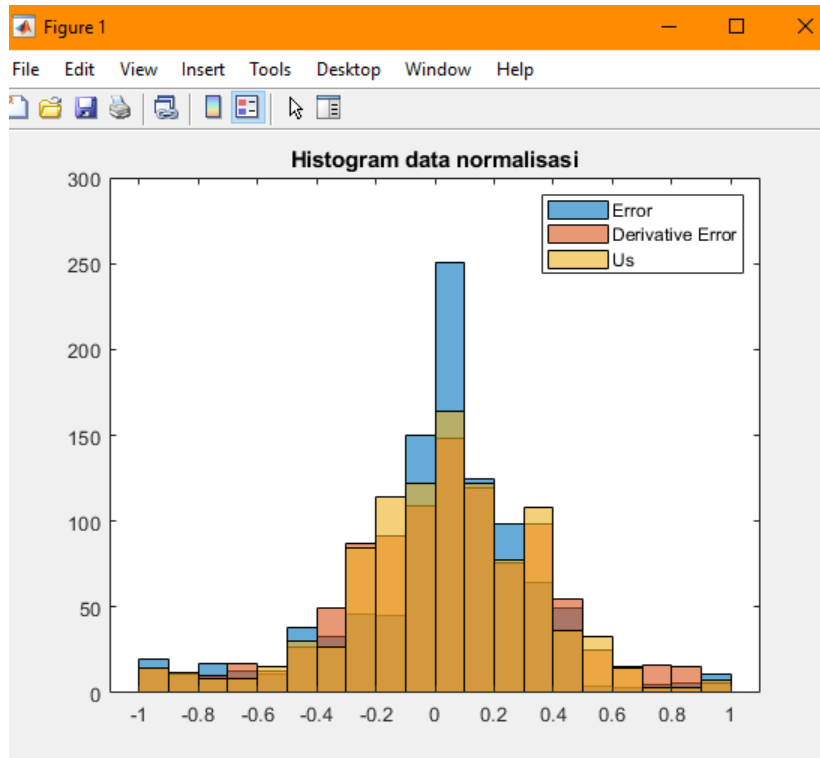 Figure 1
File Edit View Insert Tools Desktop Window Help
Histogram data normalisasi
300
250
200
150
100
50
0
-1 -0.8 -0.6 -0.4 -0.2 0 0.2 0.4 0.6 0.8 1
Error
Derivative Error
Us